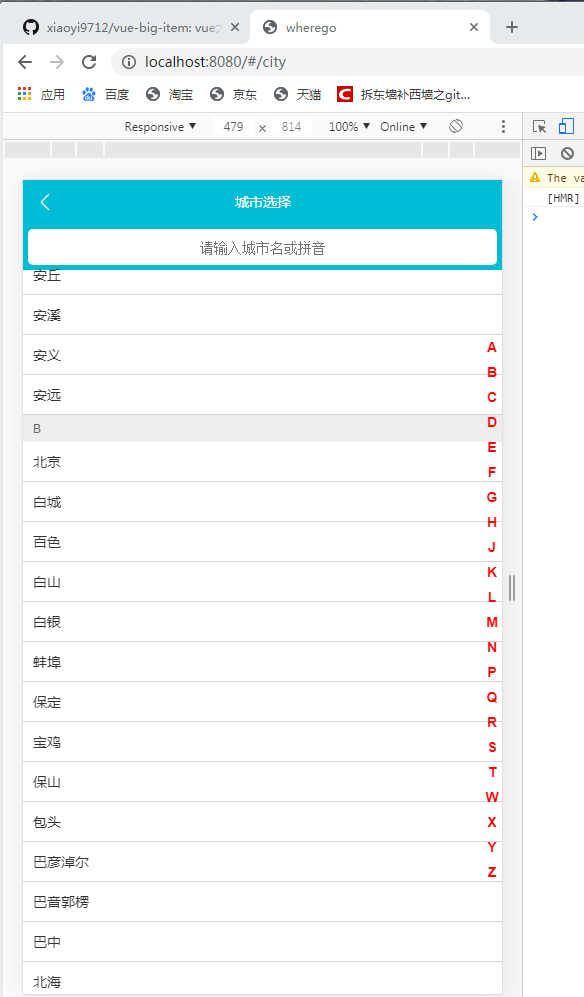 xiaoyi9712/vue-big-item: vue
wherego
localhost:8080/#/city
应用
百度
淘宝
京东
天猫
拆东墙补西墙之git...
Responsive
479
×
814
100%
Online
The va
[HMR]
城市选择
请输入城市名或拼音
安丘
安溪
安义
安远
B
北京
白城
百色
白山
白银
蚌埠
保定
宝鸡
保山
包头
巴彦淖尔
巴音郭楞
巴中
北海
A
B
C
D
E
F
G
H
J
K
L
M
N
P
Q
R
S
T
W
X
Y
Z